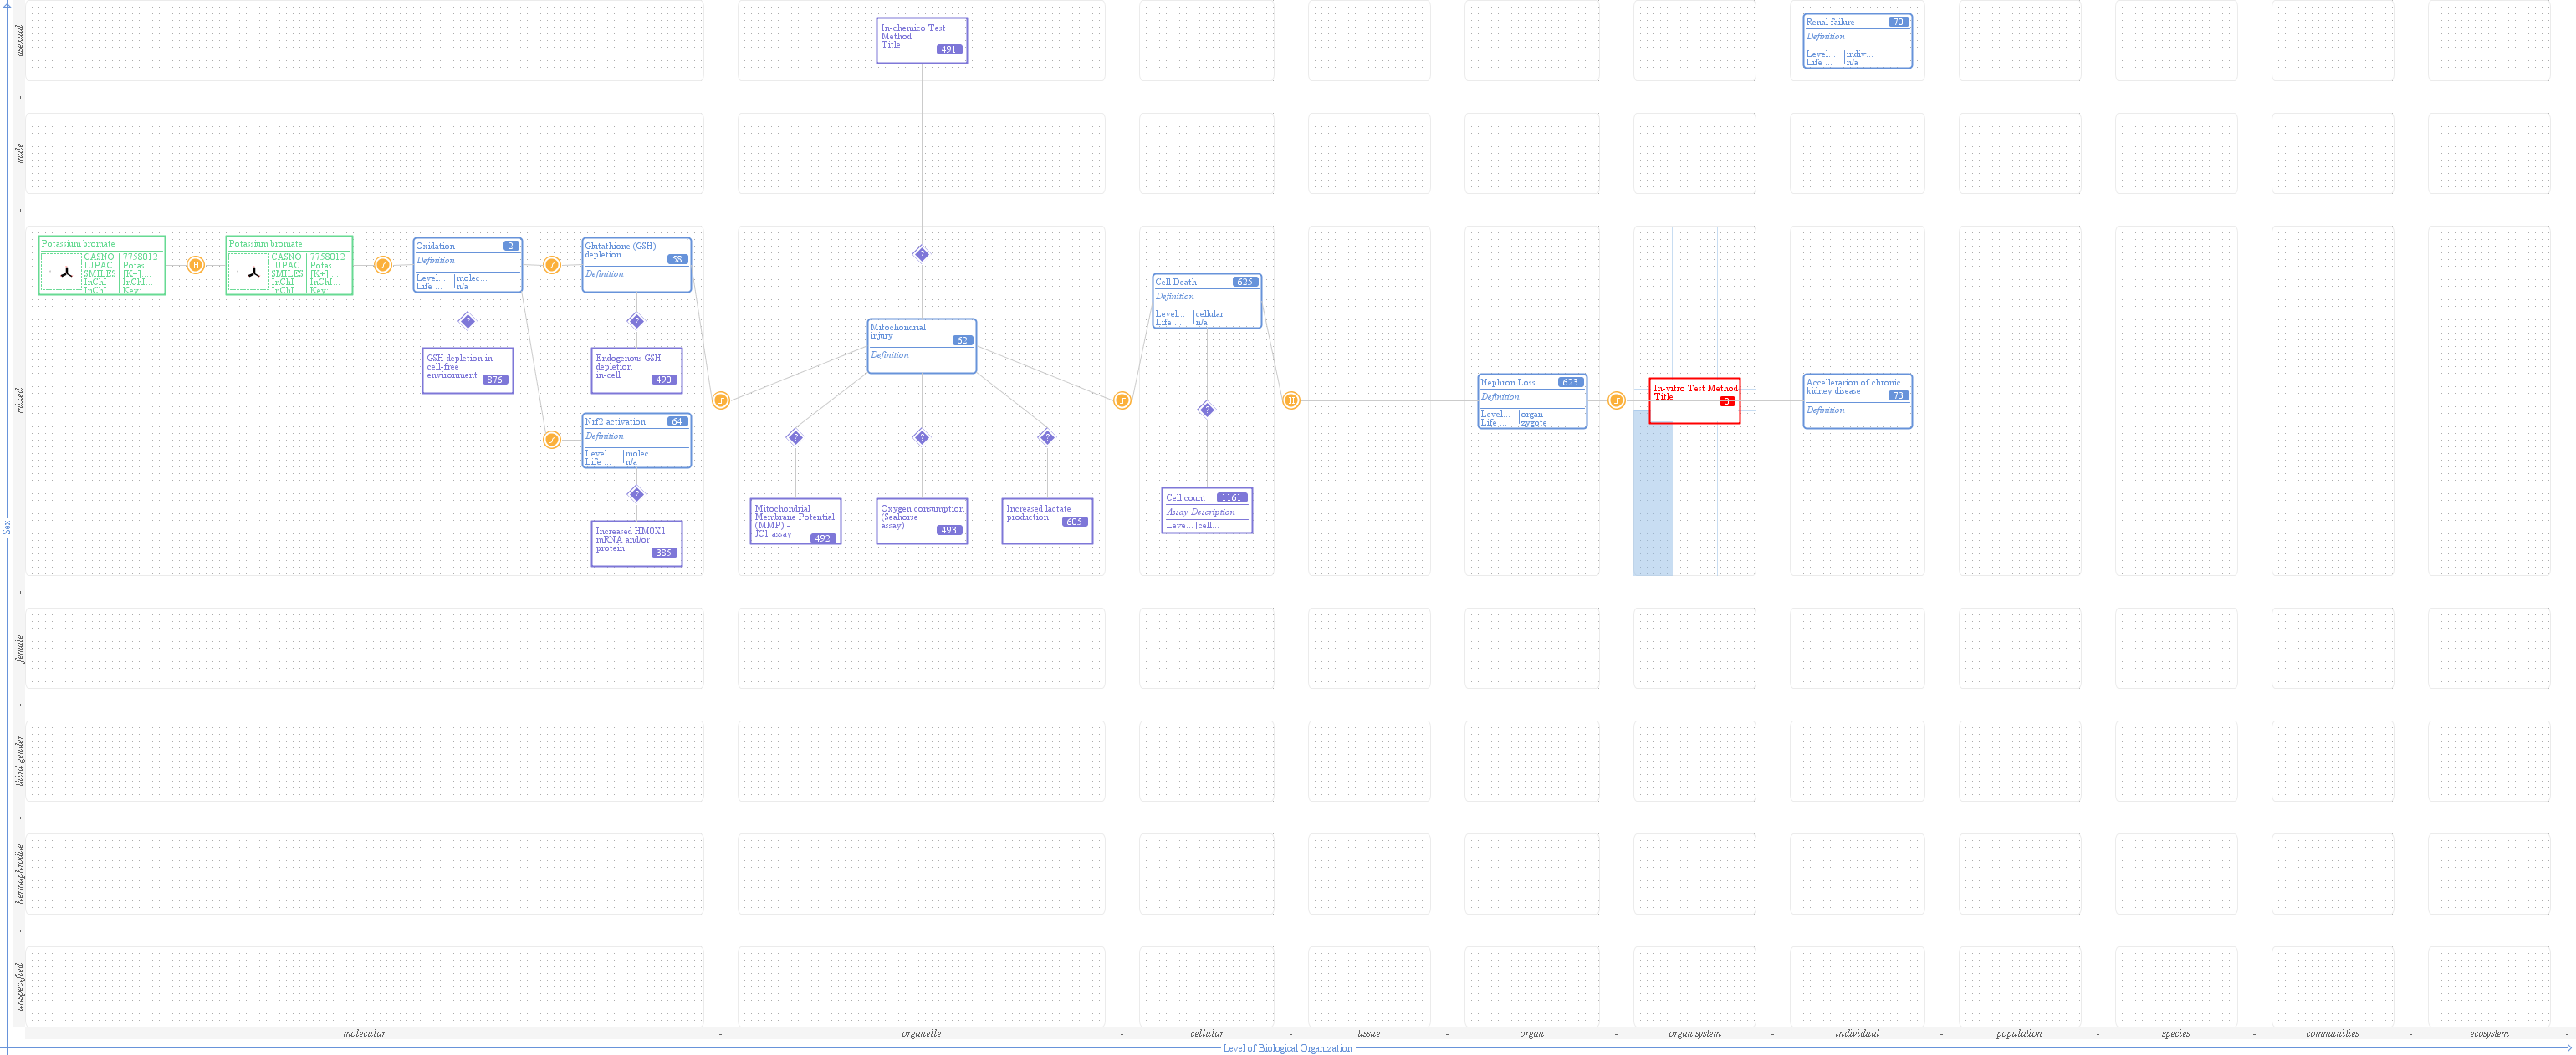 asexual
In-chemico Test
Method
Title
491
Renal failure
70
Definition
Level... indiv...
Life ... n/a
-
male
-
mixed
Potassium bromate
CASNO 7758012
IUPAC... Potas...
SMILES [K+]....
InChI InChI...
InChI... Key: ...
H
Potassium bromate
CASNO 7758012
IUPAC... Potas...
SMILES [K+]....
InChI InChI...
InChI... Key: ...
Oxidation
2
Definition
Level... molec...
Life ... n/a
Glutathione (GSH)
depletion
58
Definition
?
?
?
GSH depletion in
cell-free
environment
876
Endogenous GSH
depletion
in-cell
490
Nrf2 activation
64
Definition
Level... molec...
Life ... n/a
?
Increased HMOX1
mRNA and/or
protein
385
Mitochondrial
injury
62
Definition
?
?
?
Mitochondrial
Membrane Potential
(MMP) -
JC1 assay
492
Oxygen consumption
(Seahorse
assay)
493
Increased lactate
production
605
Cell Death
625
Definition
Level... cellular
Life ... n/a
?
H
Cell count
1161
Assay Description
Leve... cell...
Nephron Loss
623
Definition
Level... organ
Life ... zygote
In-vitro Test Method
Title
0
Accellerarion of chronic
kidney disease
73
Definition
Sex
-
female
-
third gender
-
hermaphrodite
-
unspecified
molecular - organelle - cellular - tissue - organ - organ system - individual - population - species - communities - ecosystem -
Level of Biological Organization